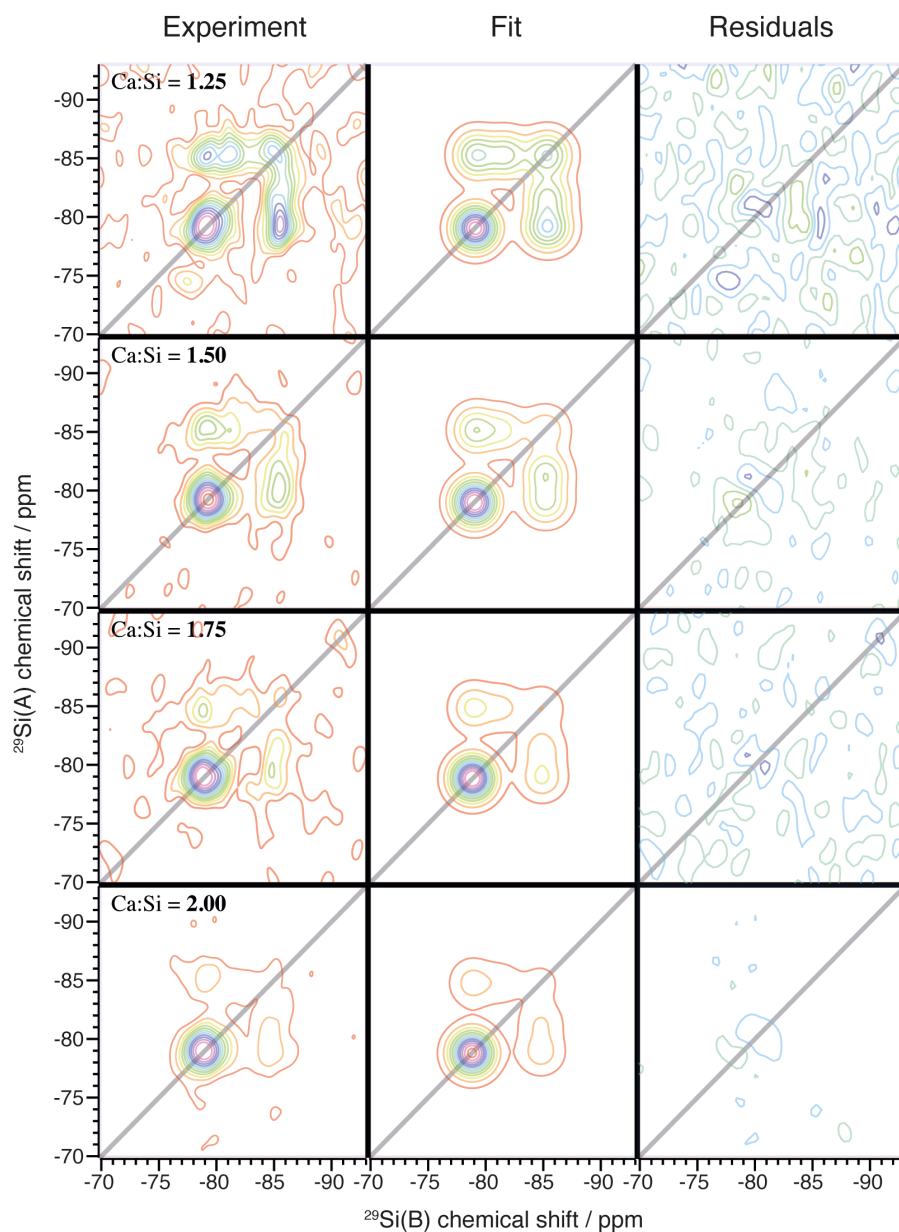 Experiment Fit Residuals
Ca:Si = 1.25
-90
-85
-80
-75
-70
Ca:Si = 1.50
-90
-85
-80
-75
-70
Ca:Si = 1.75
-90
-85
-80
-75
-70
Ca:Si = 2.00
-90
-85
-80
-75
-70
²⁹Si(A) chemical shift / ppm
-70 -75 -80 -85 -90 -70 -75 -80 -85 -90 -70 -75 -80 -85 -90
²⁹Si(B) chemical shift / ppm